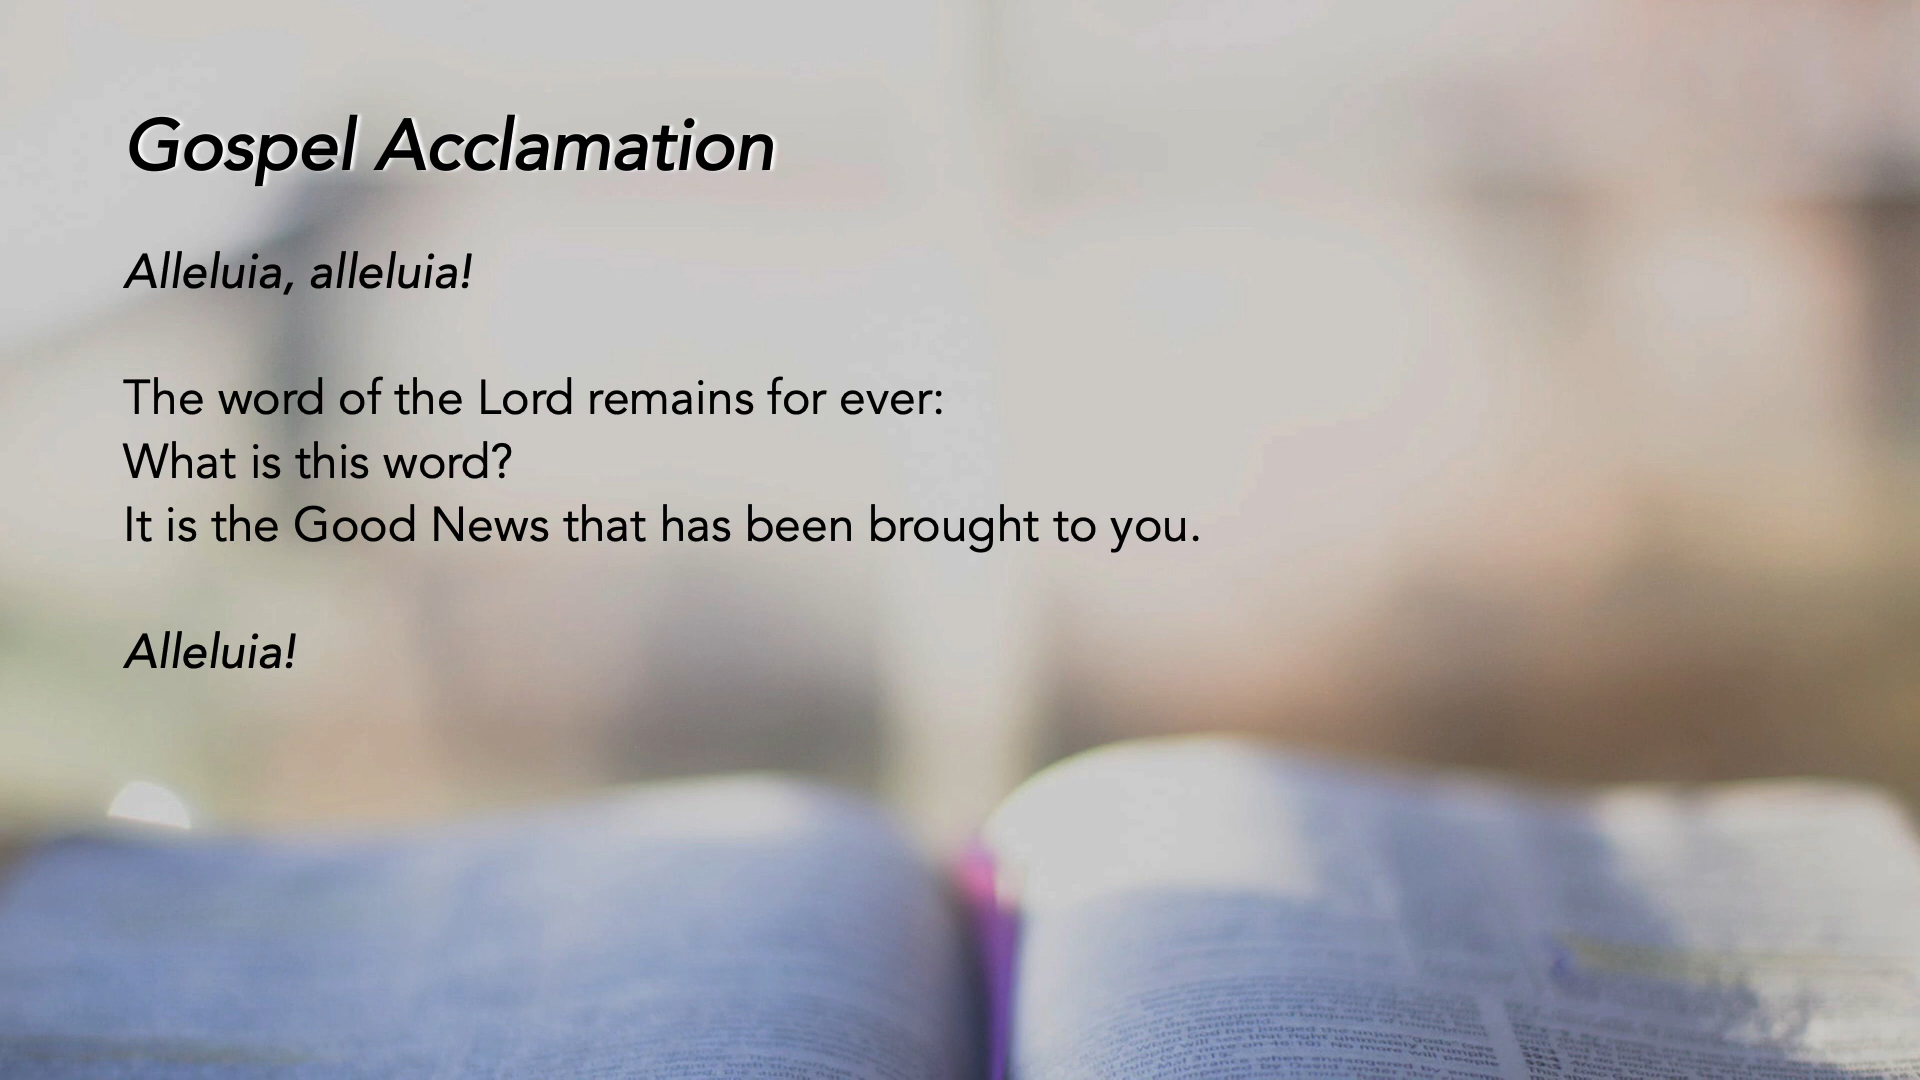 Gospel Acclamation
Alleluia, alleluia!
The word of the Lord remains for ever:
What is this word?
It is the Good News that has been brought to you.
Alleluia!